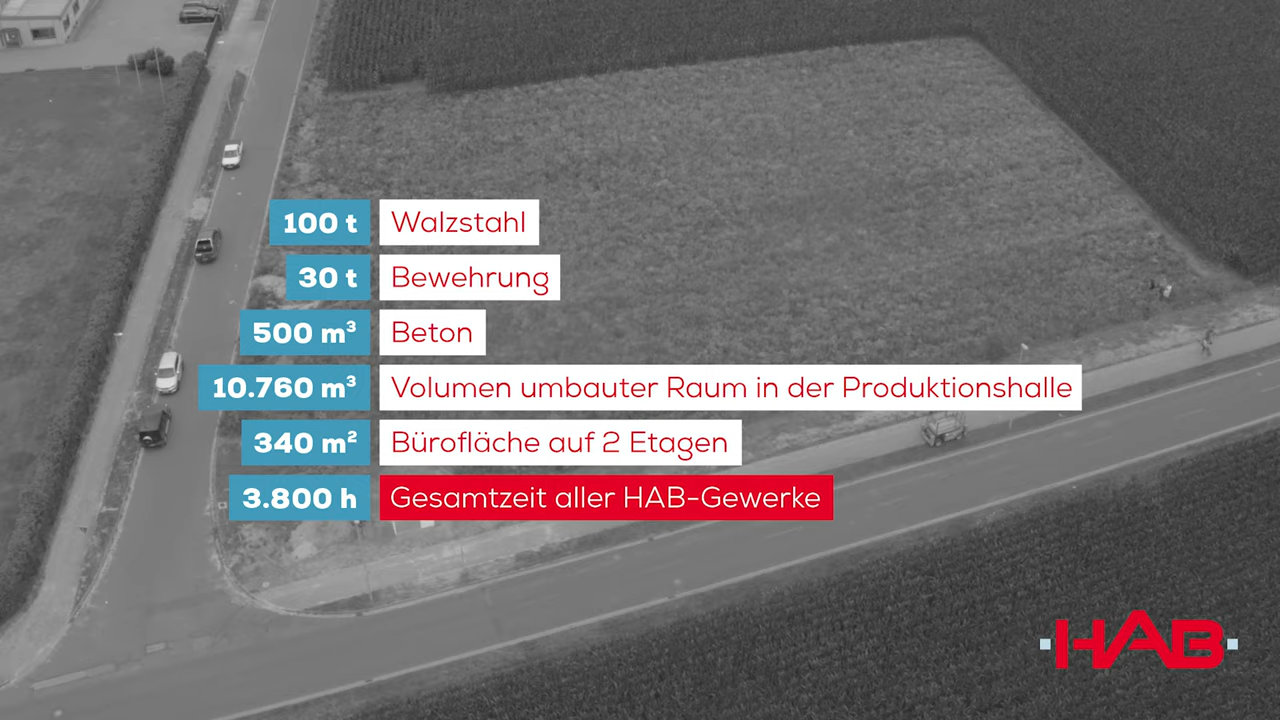 100 t Walzstahl
30 t Bewehrung
500 m³ Beton
10.760 m³ Volumen umbauter Raum in der Produktionshalle
340 m² Bürofläche auf 2 Etagen
3.800 h Gesamtzeit aller HAB-Gewerke
HAB